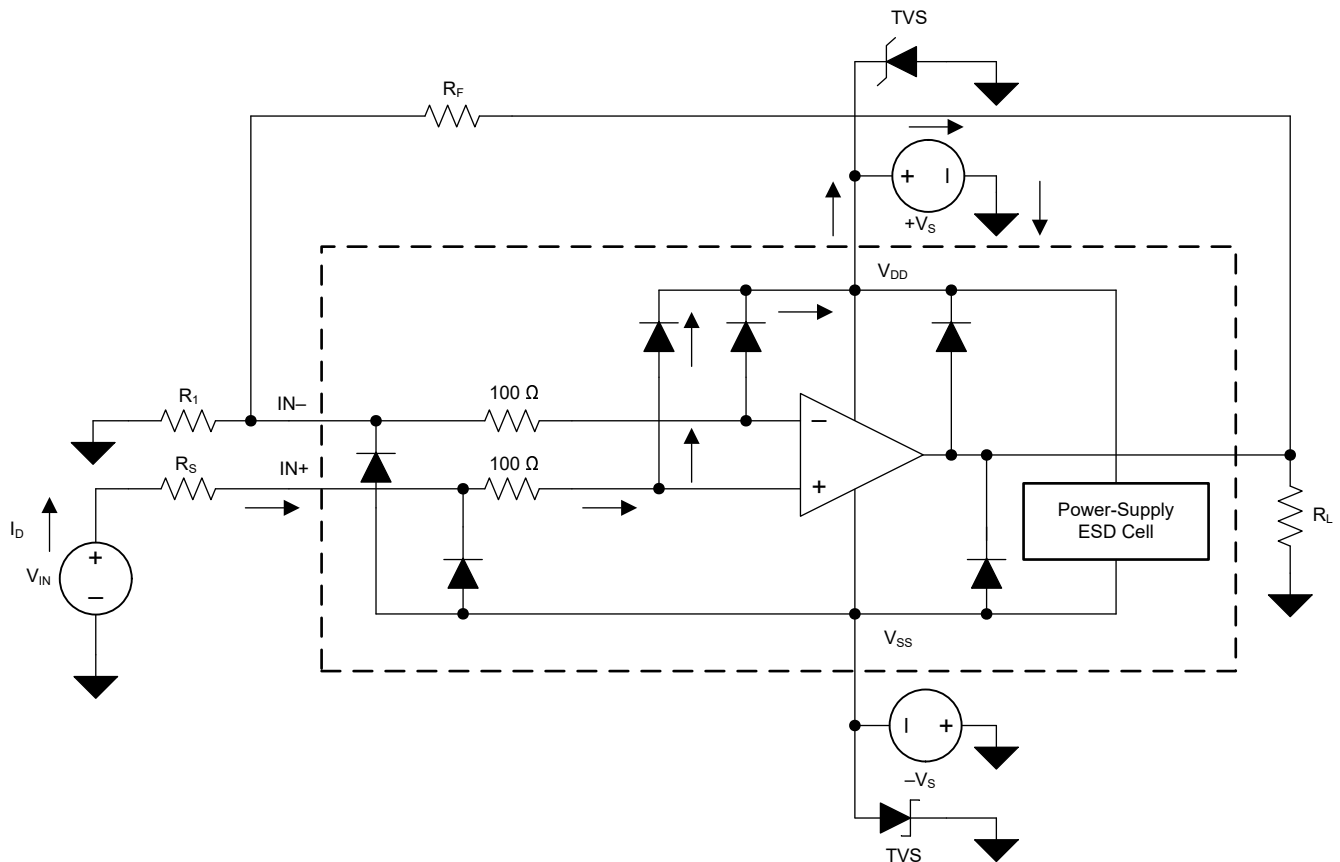 TVS
R_F
+V_S
V_DD
R_1
IN–
100 Ω
R_S
IN+
100 Ω
I_D
V_IN
Power-Supply
ESD Cell
R_L
V_SS
–V_S
TVS